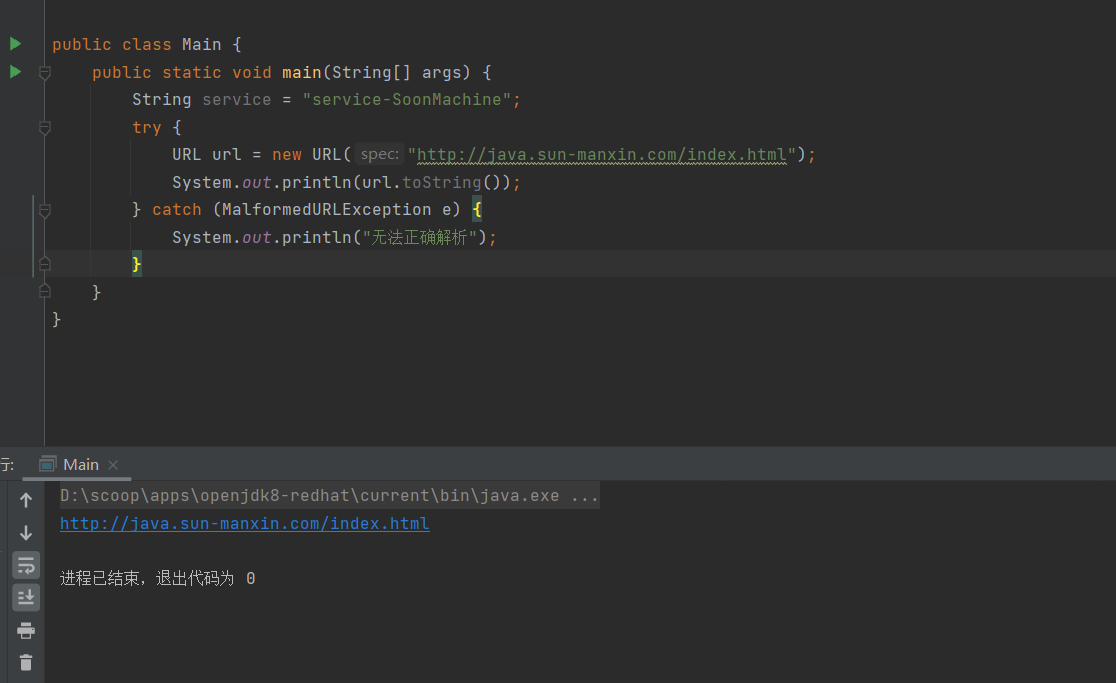 public class Main {
public static void main(String[] args) {
String service = "service-SoonMachine";
try {
URL url = new URL( spec: "http://java.sun-manxin.com/index.html");
System.out.println(url.toString());
} catch (MalformedURLException e) {
System.out.println("无法正确解析");
}
}
}
行:
Main
D:\scoop\apps\openjdk8-redhat\current\bin\java.exe ...
http://java.sun-manxin.com/index.html
进程已结束，退出代码为 0